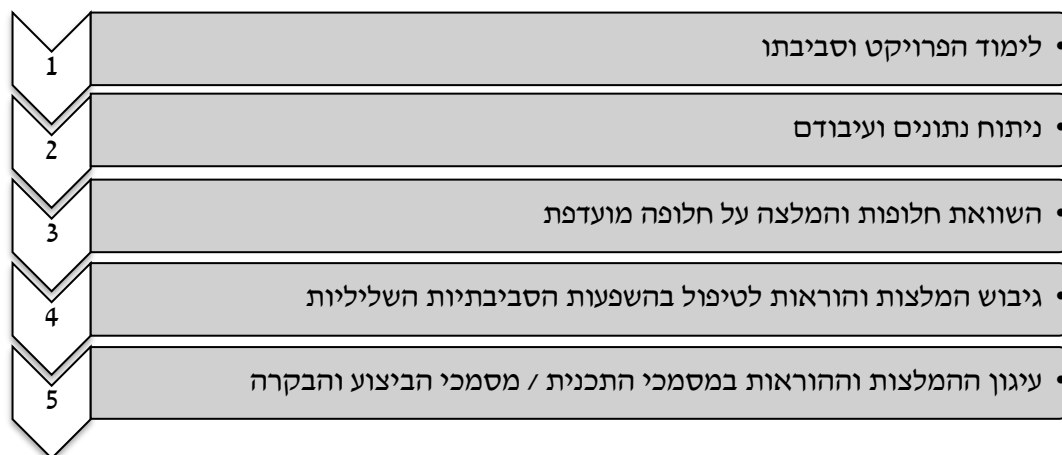 1
• לימוד הפרויקט וסביבתו
2
• ניתוח נתונים ועיבודם
3
• השוואת חלופות והמלצה על חלופה מועדפת
4
• גיבוש המלצות והוראות לטיפול בהשפעות הסביבתיות השליליות
5
• עיגון ההמלצות וההוראות במסמכי התכנית / מסמכי הביצוע והבקרה